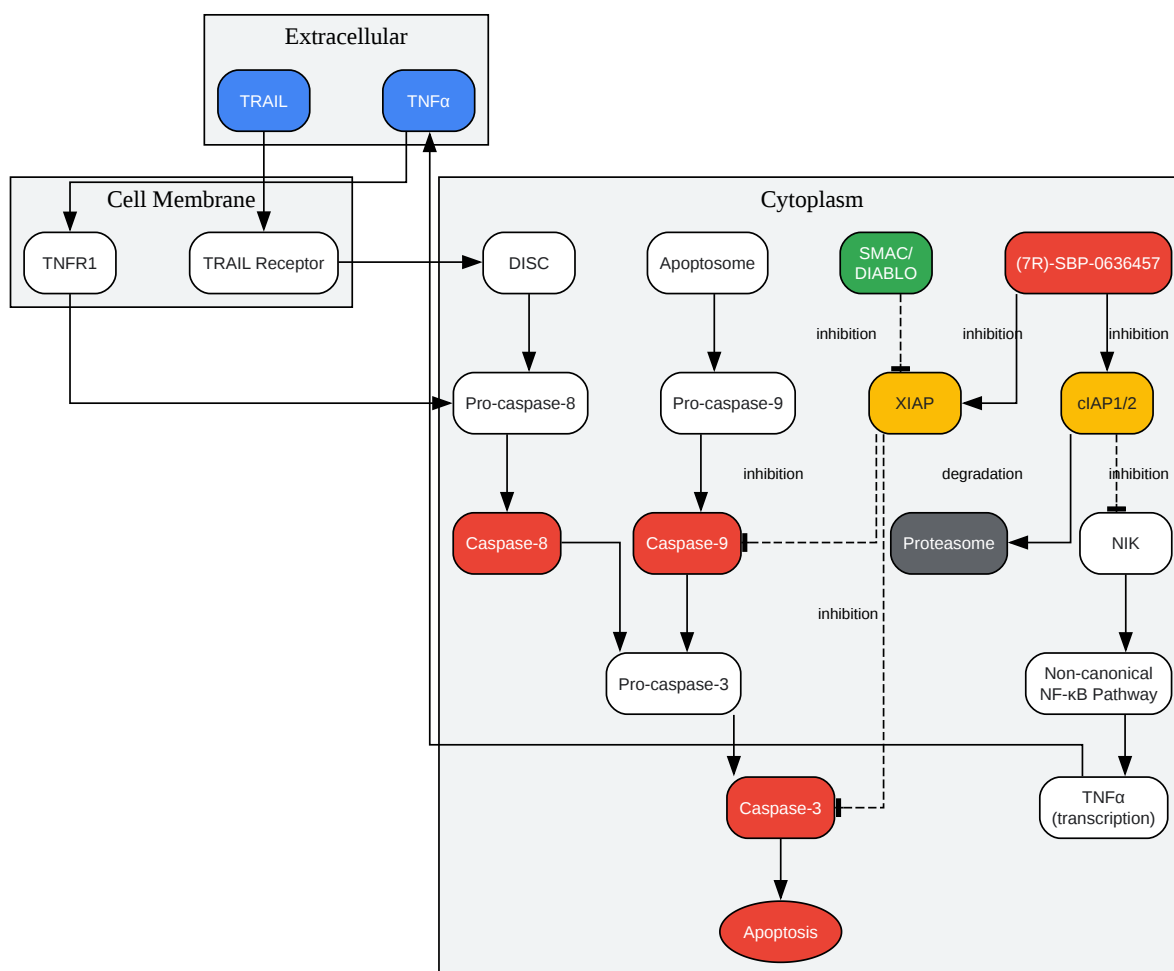 Extracellular
TRAIL
TNFα
Cell Membrane
TNFR1
TRAIL Receptor
Cytoplasm
DISC
Apoptosome
SMAC/
DIABLO
(7R)-SBP-0636457
inhibition
inhibition
inhibition
Pro-caspase-8
Pro-caspase-9
XIAP
cIAP1/2
inhibition
degradation
inhibition
Caspase-8
Caspase-9
Proteasome
NIK
inhibition
Pro-caspase-3
Non-canonical
NF-κB Pathway
Caspase-3
TNFα
(transcription)
Apoptosis